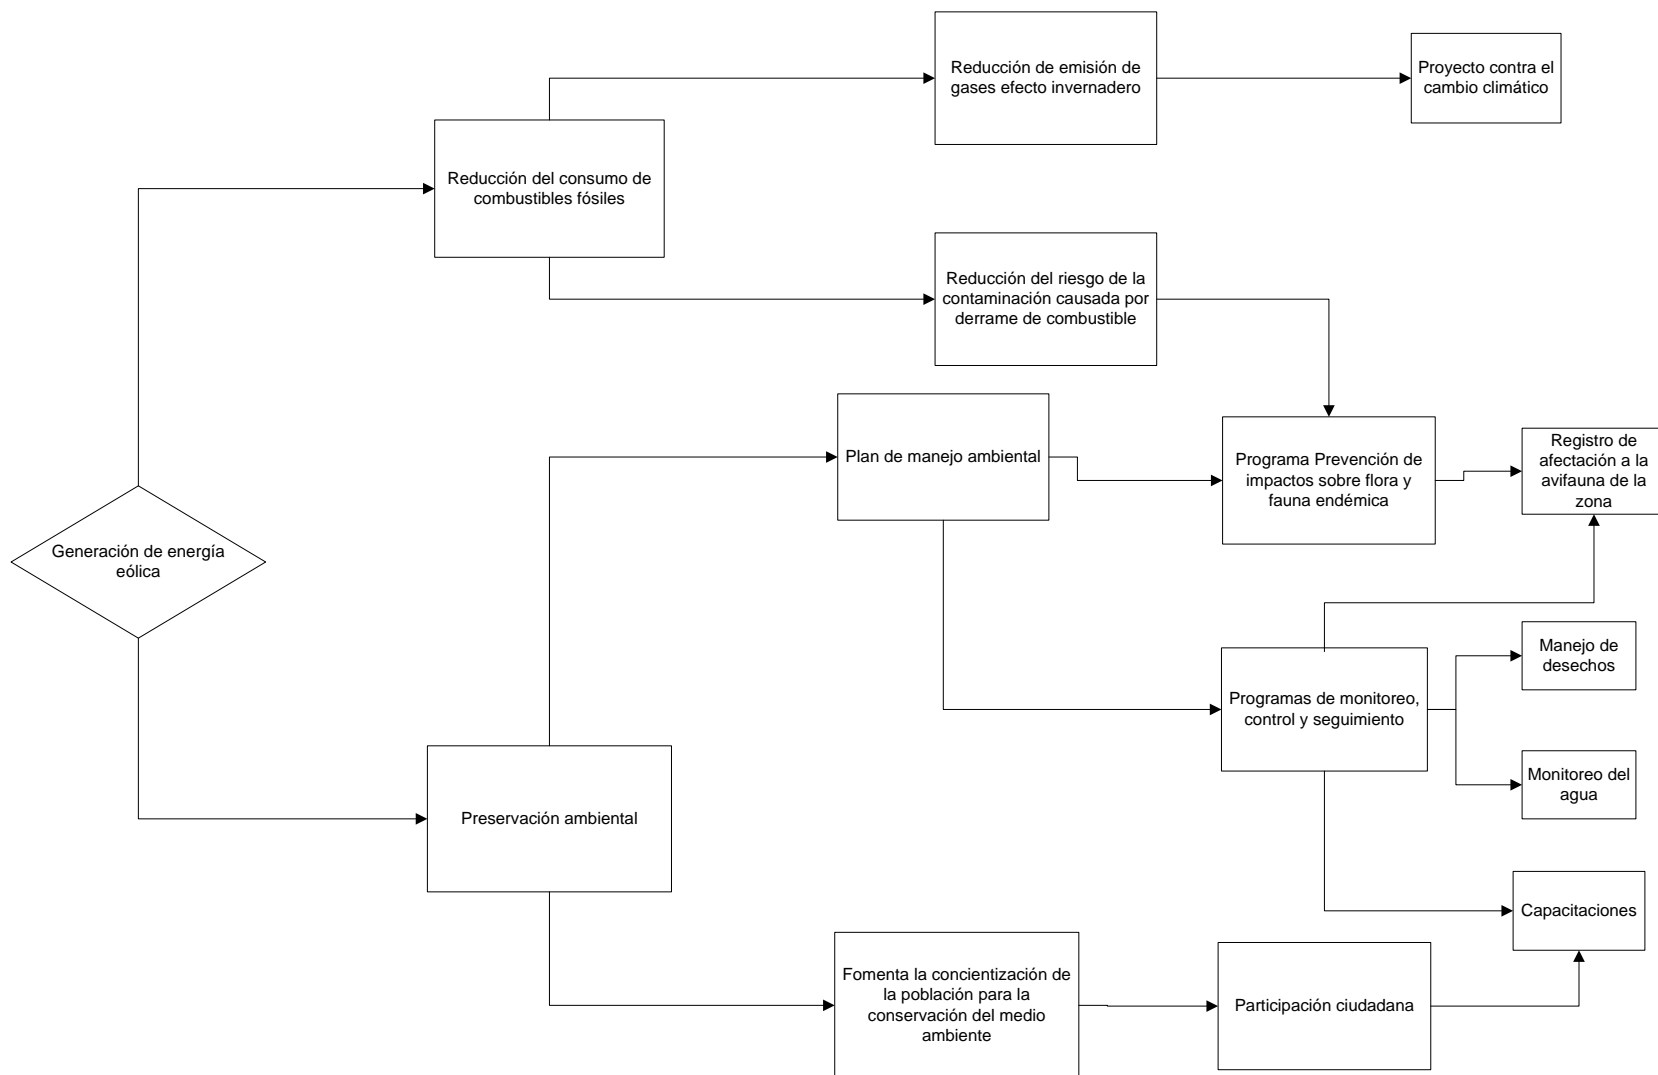 Reducción de emisión de
gases efecto invernadero
Proyecto contra el
cambio climático
Reducción del consumo de
combustibles fósiles
Reducción del riesgo de la
contaminación causada por
derrame de combustible
Plan de manejo ambiental
Programa Prevención de
impactos sobre flora y
fauna endémica
Registro de
afectación a la
avifauna de la
zona
Generación de energía
eólica
Manejo de
desechos
Programas de monitoreo,
control y seguimiento
Monitoreo del
agua
Preservación ambiental
Capacitaciones
Fomenta la concientización de
la población para la
conservación del medio
ambiente
Participación ciudadana